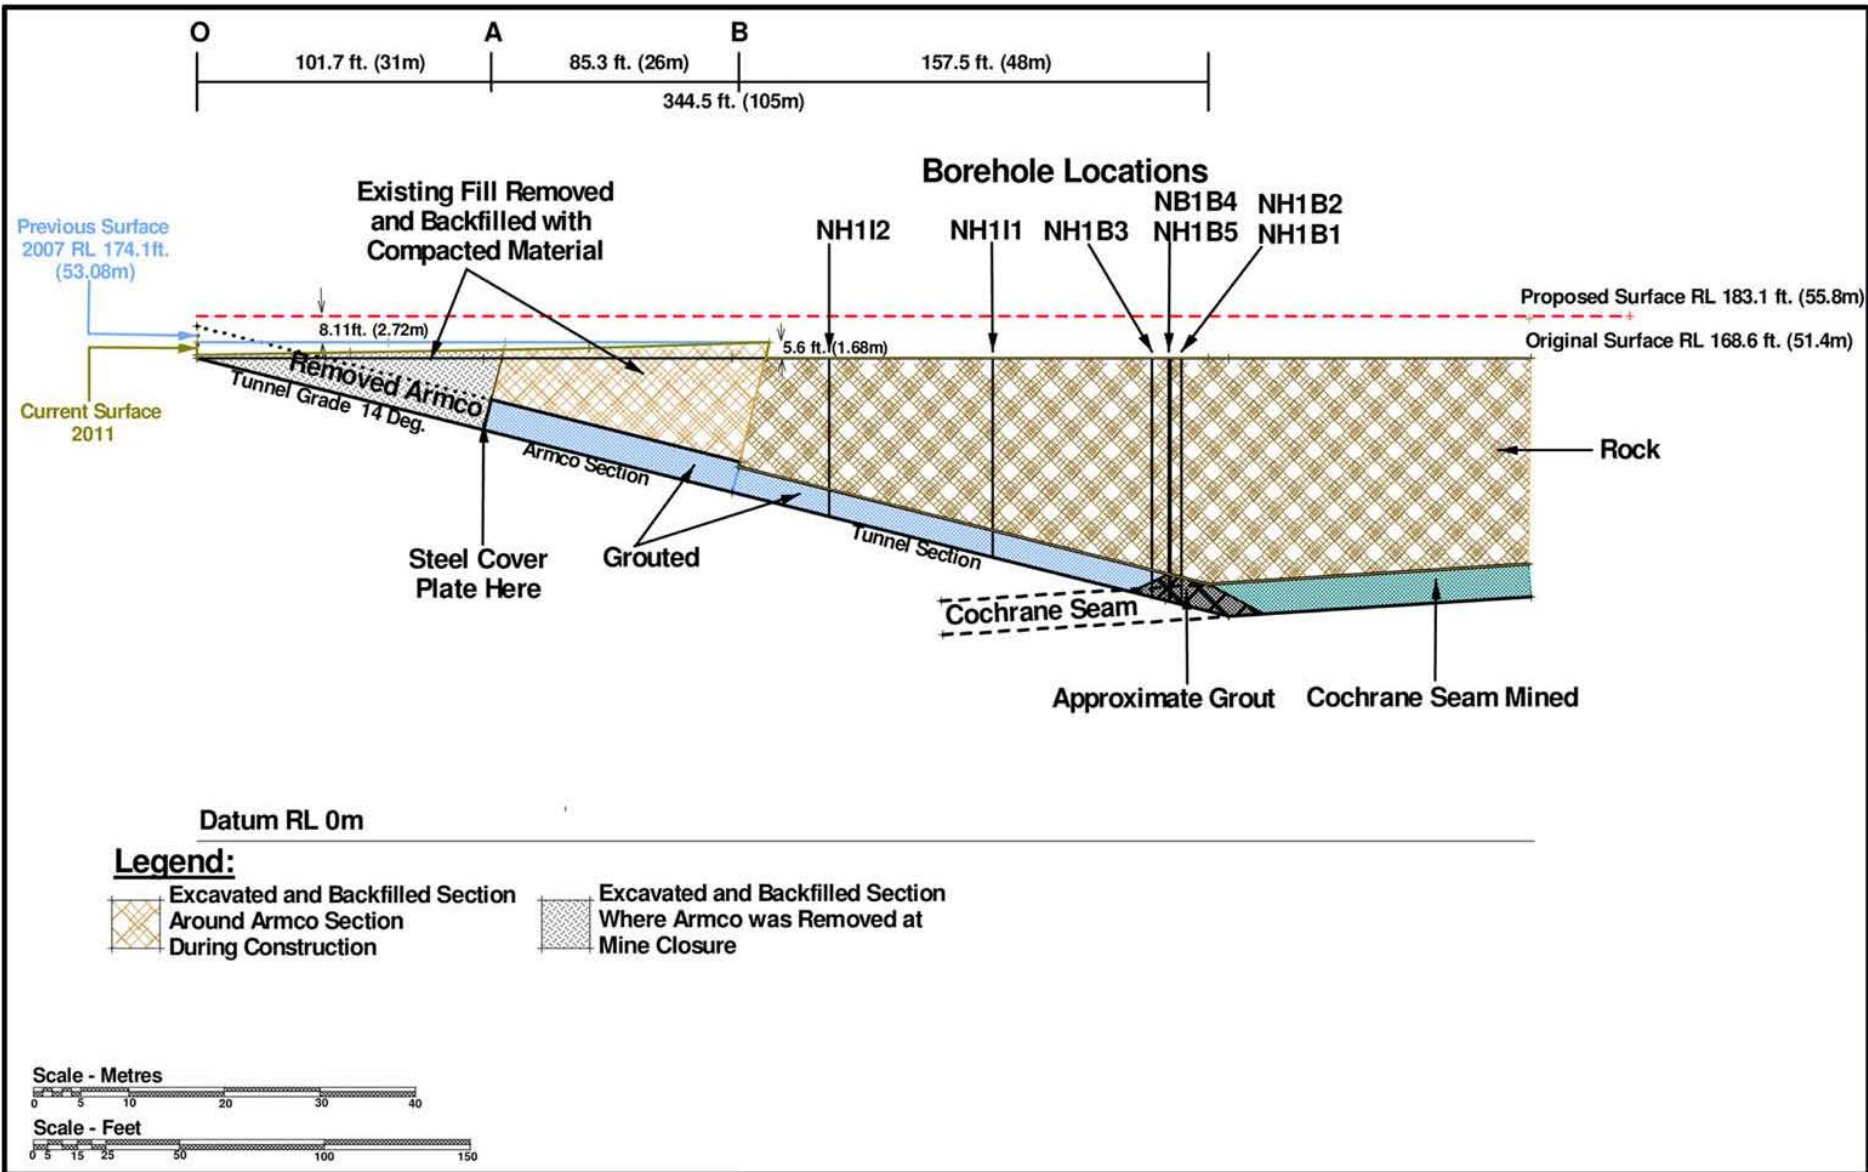 O A B
101.7 ft. (31m) 85.3 ft. (26m) 157.5 ft. (48m)
344.5 ft. (105m)
Borehole Locations
Existing Fill Removed
and Backfilled with
Compacted Material
NH1I2 NH1I1 NH1B3
NB1B4
NH1B5
NH1B2
NH1B1
Previous Surface
2007 RL 174.1ft.
(53.08m)
Proposed Surface RL 183.1 ft. (55.8m)
Original Surface RL 168.6 ft. (51.4m)
8.11ft. (2.72m)
5.6 ft. (1.68m)
Removed Armco
Tunnel Grade 14 Deg.
Current Surface
2011
Rock
Armco Section
Tunnel Section
Steel Cover
Plate Here
Grouted
Cochrane Seam
Approximate Grout
Cochrane Seam Mined
Datum RL 0m
Legend:
Excavated and Backfilled Section
Around Armco Section
During Construction
Excavated and Backfilled Section
Where Armco was Removed at
Mine Closure
Scale - Metres
0 5 10 20 30 40
Scale - Feet
0 5 15 25 50 100 150